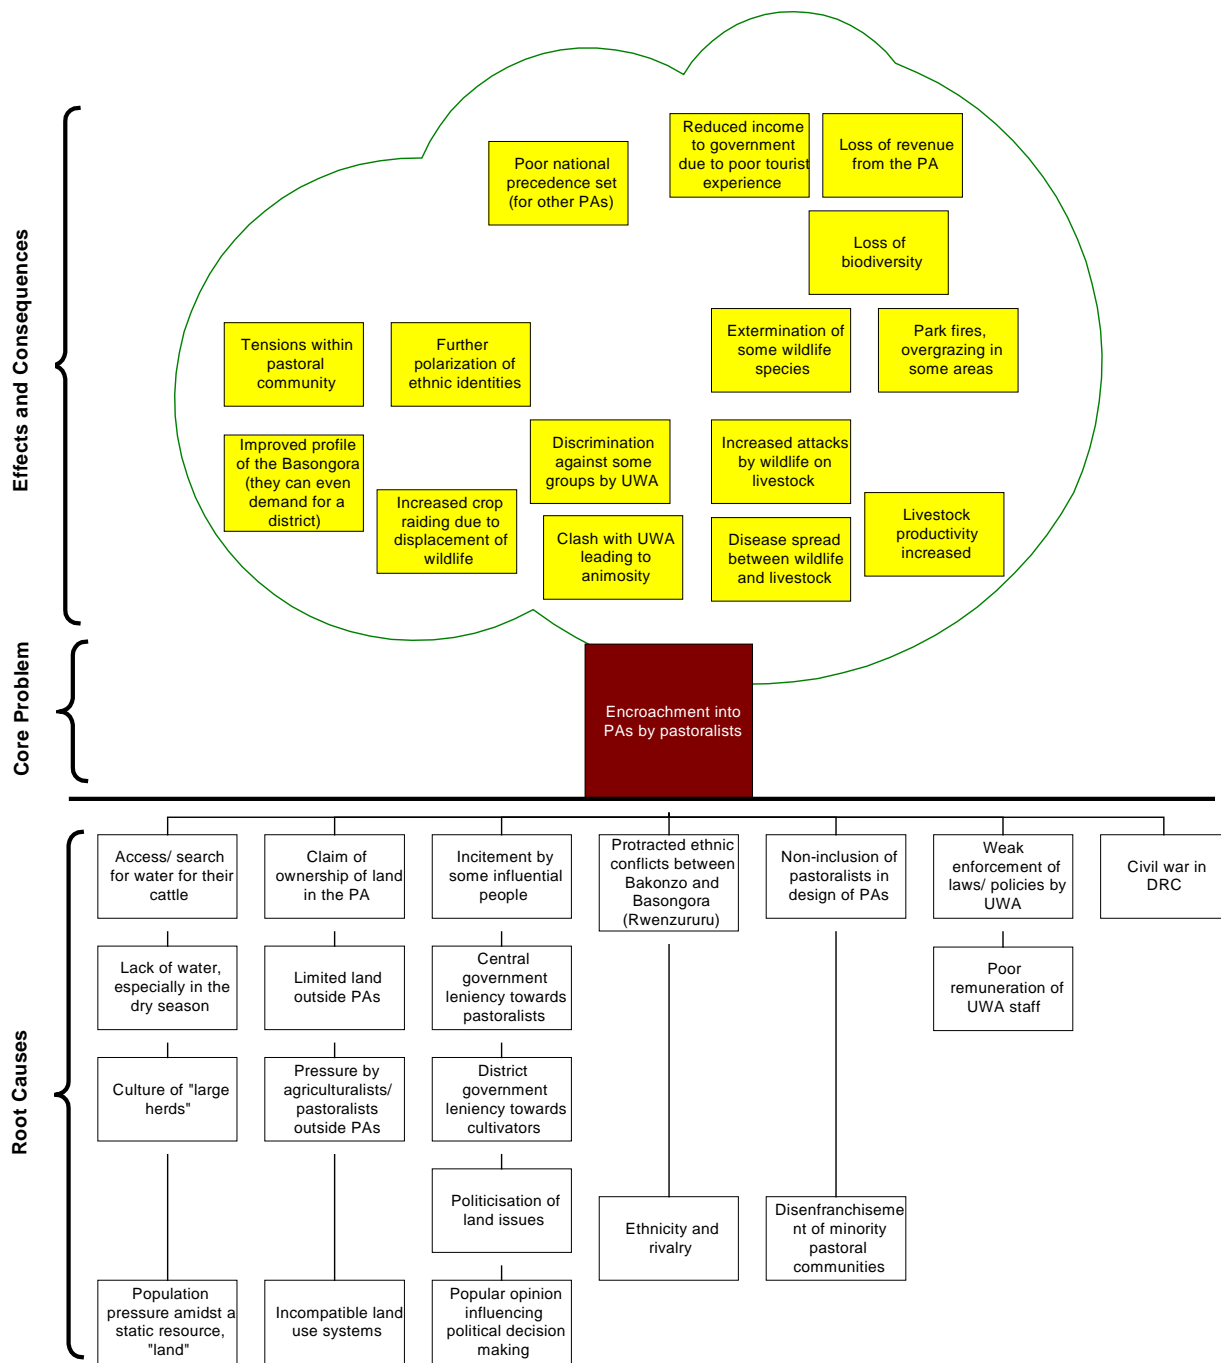 Effects and Consequences
Reduced income
to government
due to poor tourist
experience
Loss of revenue
from the PA
Poor national
precedence set
(for other PAs)
Loss of
biodiversity
Tensions within
pastoral
community
Further
polarization of
ethnic identities
Extermination of
some wildlife
species
Park fires,
overgrazing in
some areas
Improved profile
of the Basongora
(they can even
demand for a
district)
Increased crop
raiding due to
displacement of
wildlife
Discrimination
against some
groups by UWA
Increased attacks
by wildlife on
livestock
Clash with UWA
leading to
animosity
Disease spread
between wildlife
and livestock
Livestock
productivity
increased
Core Problem
Encroachment into
PAs by pastoralists
Root Causes
Access/ search
for water for their
cattle
Claim of
ownership of land
in the PA
Incitement by
some influential
people
Protracted ethnic
conflicts between
Bakonzo and
Basongora
(Rwenzururu)
Non-inclusion of
pastoralists in
design of PAs
Weak
enforcement of
laws/ policies by
UWA
Civil war in
DRC
Lack of water,
especially in the
dry season
Limited land
outside PAs
Central
government
leniency towards
pastoralists
Poor
remuneration of
UWA staff
Culture of "large
herds"
Pressure by
agriculturalists/
pastoralists
outside PAs
District
government
leniency towards
cultivators
Politicisation of
land issues
Ethnicity and
rivalry
Disenfranchiseme
nt of minority
pastoral
communities
Population
pressure amidst a
static resource,
"land"
Incompatible land
use systems
Popular opinion
influencing
political decision
making